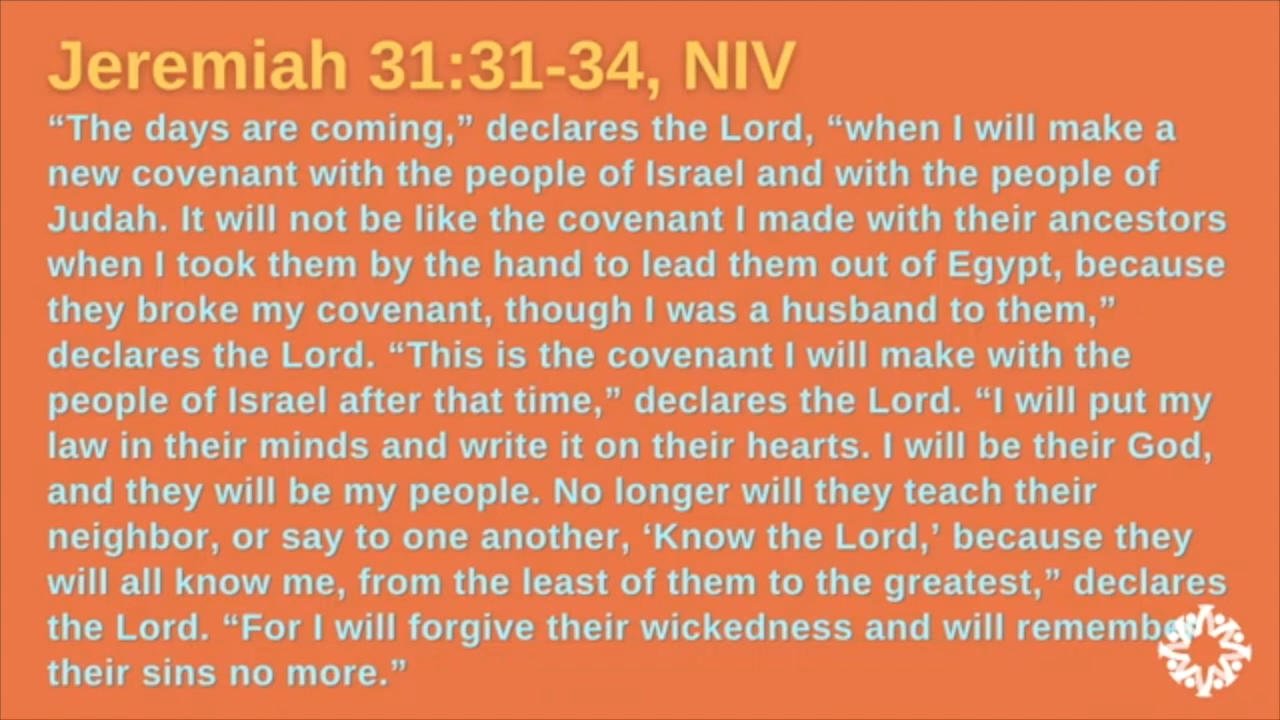 Jeremiah 31:31-34, NIV
“The days are coming,” declares the Lord, “when I will make a
new covenant with the people of Israel and with the people of
Judah. It will not be like the covenant I made with their ancestors
when I took them by the hand to lead them out of Egypt, because
they broke my covenant, though I was a husband to them,”
declares the Lord. “This is the covenant I will make with the
people of Israel after that time,” declares the Lord. “I will put my
law in their minds and write it on their hearts. I will be their God,
and they will be my people. No longer will they teach their
neighbor, or say to one another, ‘Know the Lord,’ because they
will all know me, from the least of them to the greatest,” declares
the Lord. “For I will forgive their wickedness and will remember
their sins no more.”